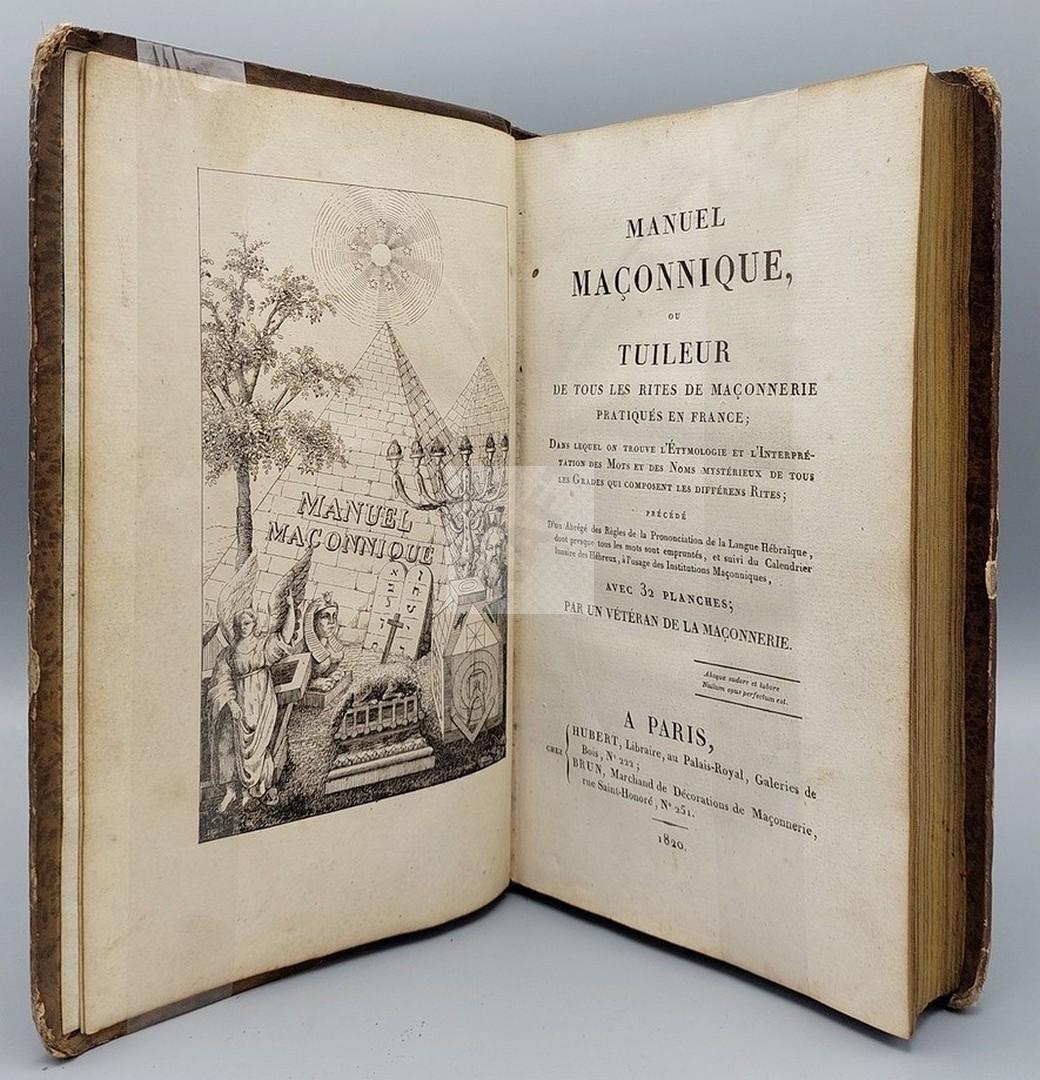 MANUEL
MAÇONNIQUE
MANUEL
MAÇONNIQUE,
OU
TUILEUR
DE TOUS LES RITES DE MAÇONNERIE
PRATIQUÉS EN FRANCE;
DANS LEQUEL ON TROUVE L'ÉTYMOLOGIE ET L'INTERPRÉ-
TATION DES MOTS ET DES NOMS MYSTÉRIEUX DE TOUS
LES GRADES QUI COMPOSENT LES DIFFÉRENS RITES;
PRÉCÉDÉ
D'un Abrégé des Règles de la Prononciation de la Langue Hébraïque,
dont presque tous les mots sont empruntés, et suivi du Calendrier
lunaire des Hébreux, à l'usage des Institutions Maçonniques,
AVEC 32 PLANCHES;
PAR UN VÉTÉRAN DE LA MAÇONNERIE.
Absque sudore et labore
Nullum opus perfectum est.
A PARIS,
CHEZ
HUBERT, Libraire, au Palais-Royal, Galeries de
Bois, N° 222;
BRUN, Marchand de Décorations de Maçonnerie,
rue Saint-Honoré, N° 251.
1820.